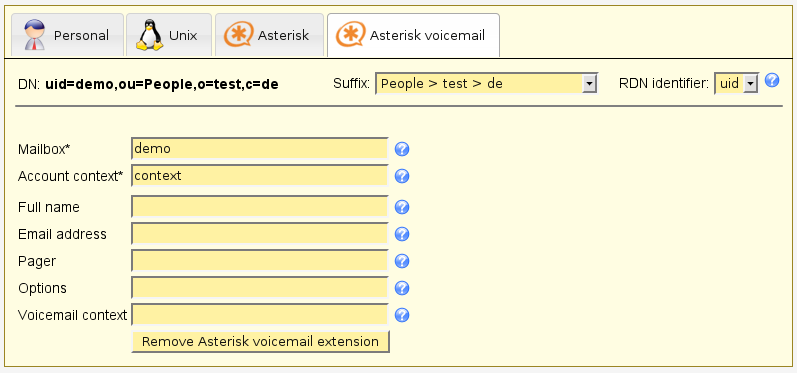 Personal Unix Asterisk Asterisk voicemail
DN: uid=demo,ou=People,o=test,c=de Suffix: People > test > de RDN identifier: uid
Mailbox* demo
Account context* context
Full name
Email address
Pager
Options
Voicemail context
Remove Asterisk voicemail extension